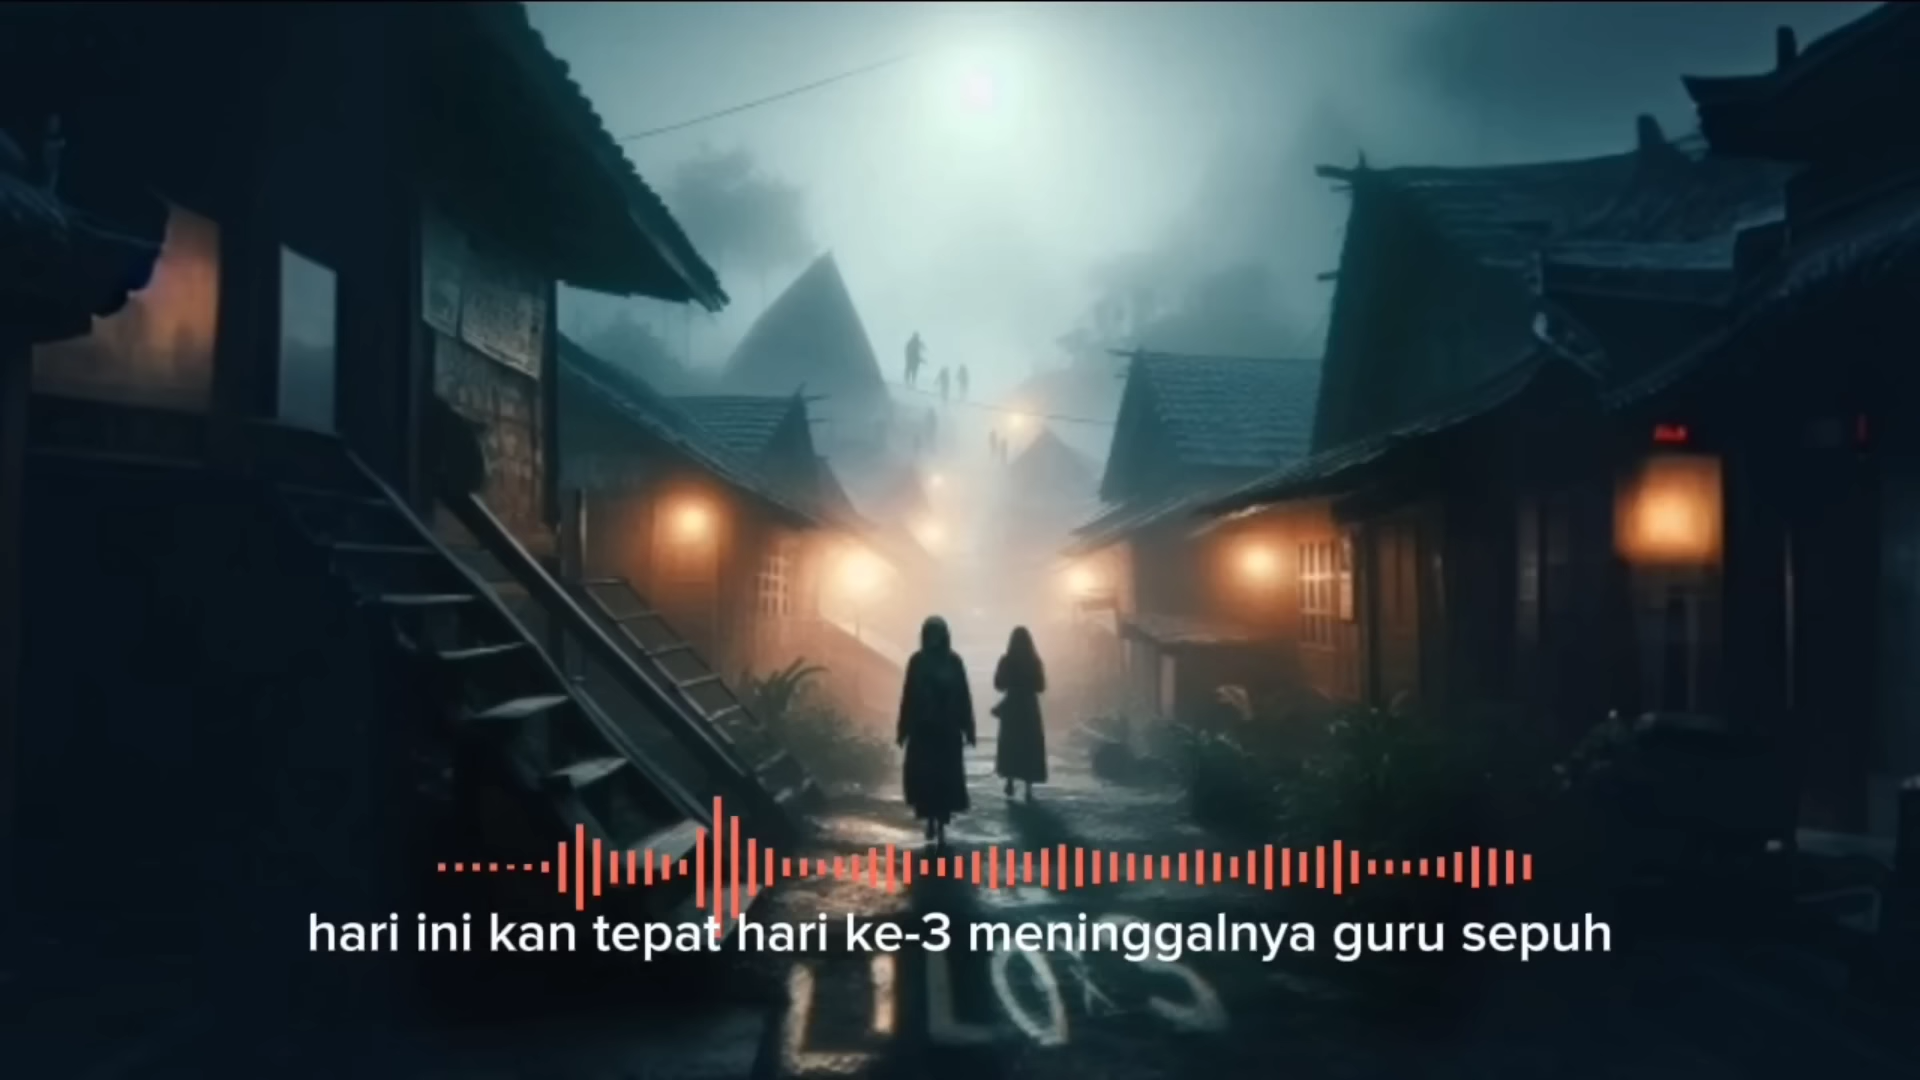 hari ini kan tepat hari ke-3 meninggalnya guru sepuh